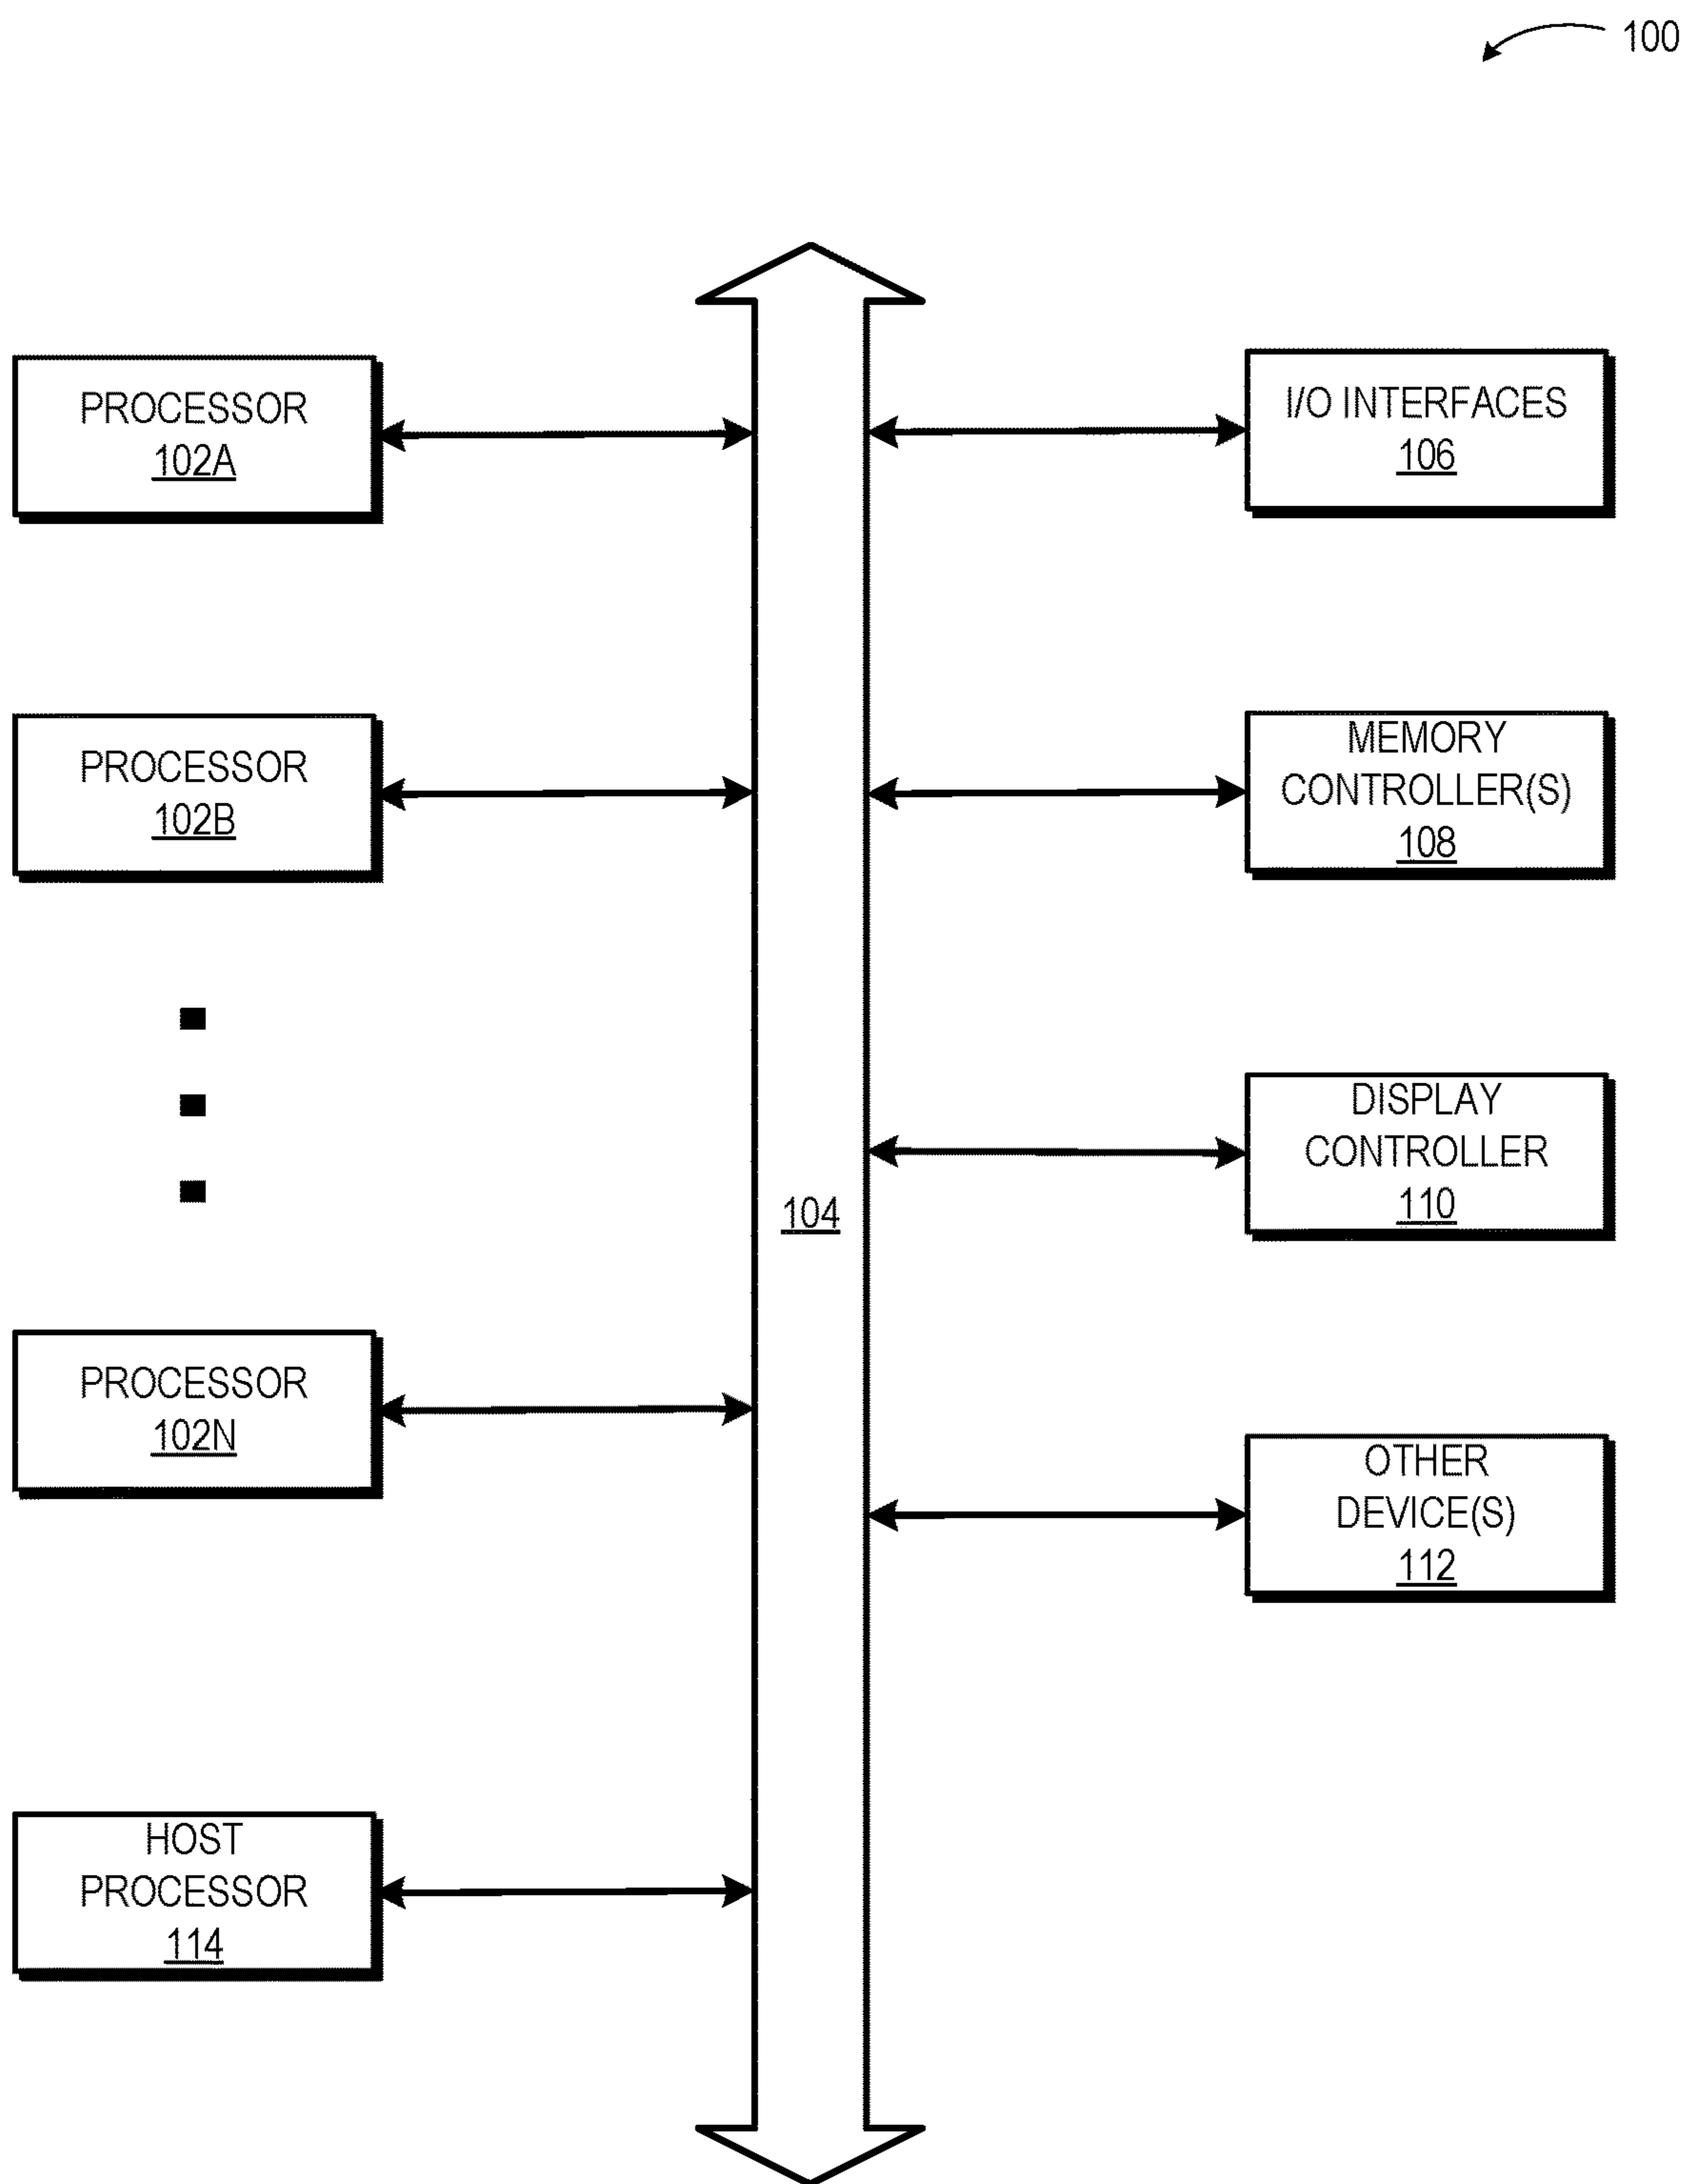 100
PROCESSOR
102A
I/O INTERFACES
106
PROCESSOR
102B
MEMORY
CONTROLLER(S)
108
DISPLAY
CONTROLLER
110
104
PROCESSOR
102N
OTHER
DEVICE(S)
112
HOST
PROCESSOR
114